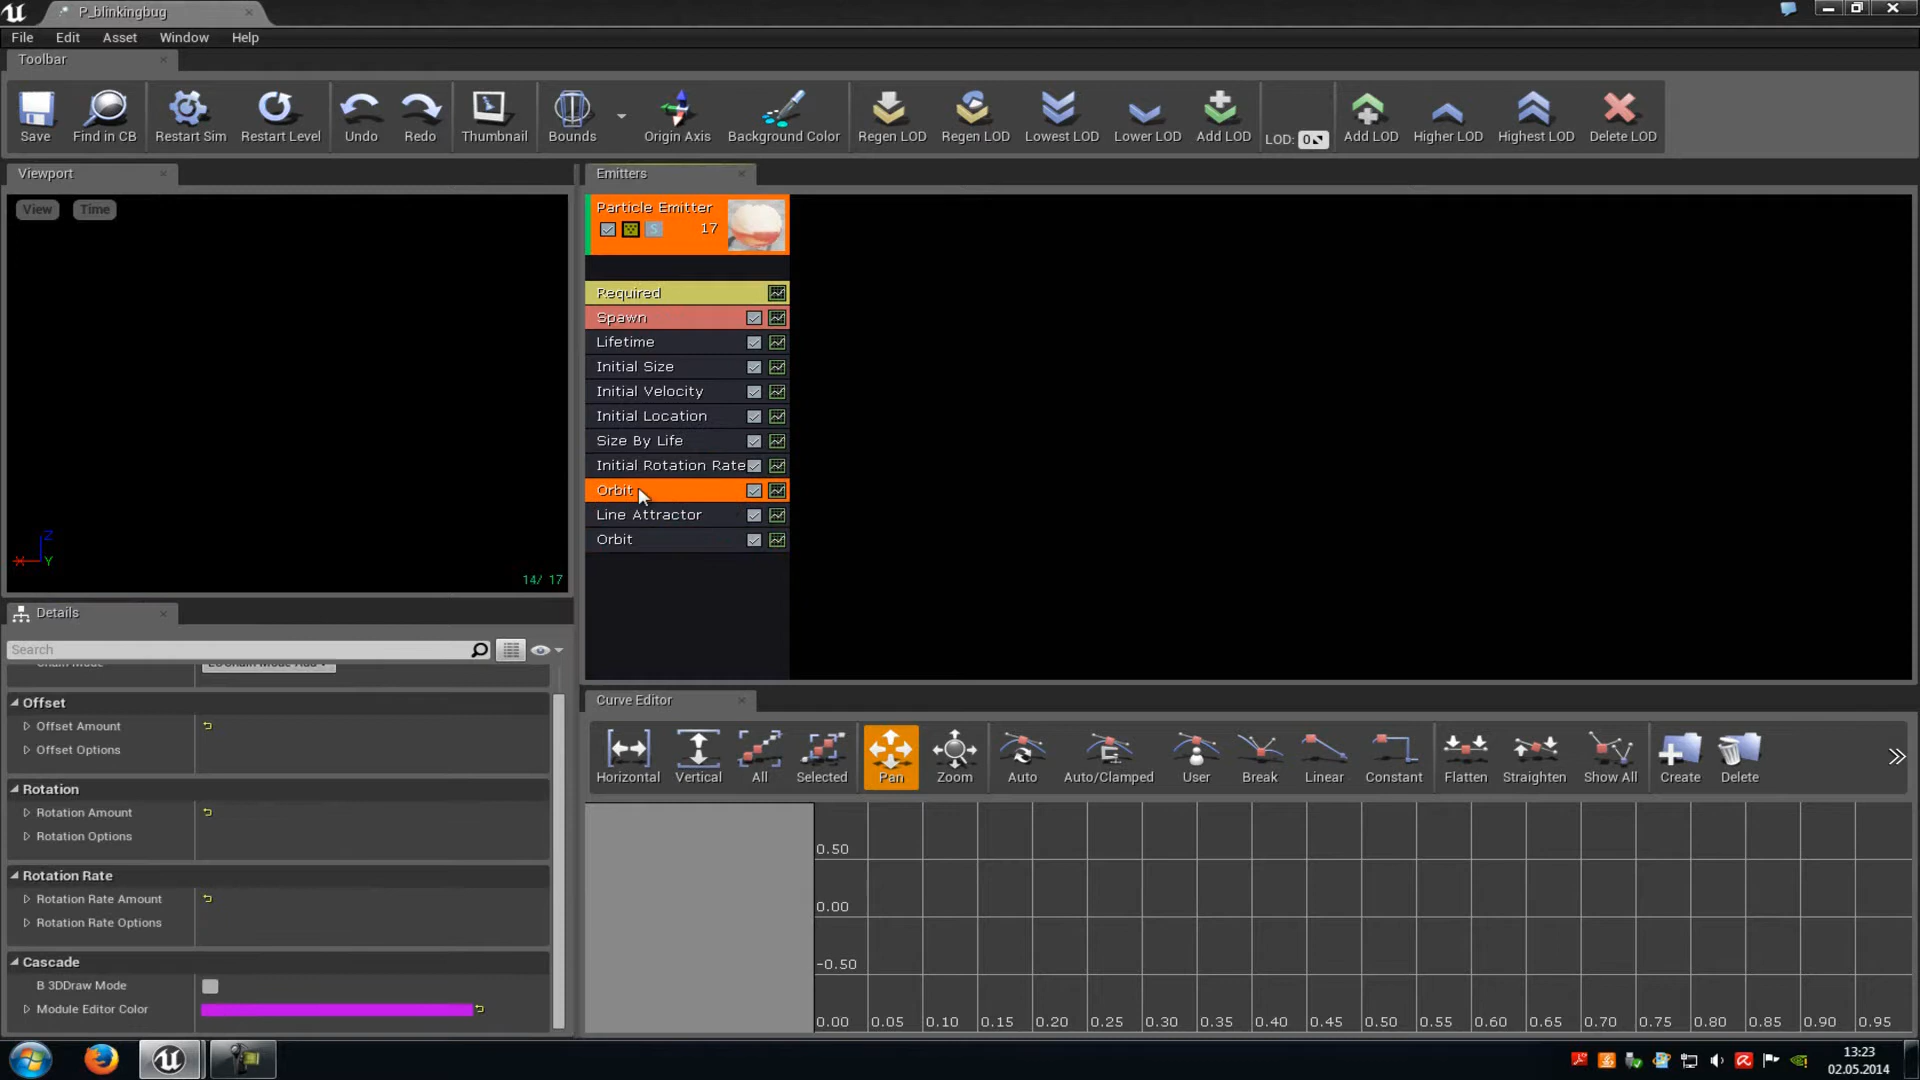 P_blinkingbug
File Edit Asset Window Help
Toolbar
Save Find in CB Restart Sim Restart Level Undo Redo Thumbnail Bounds Origin Axis Background Color Regen LOD Regen LOD Lowest LOD Lower LOD Add LOD LOD: 0 Add LOD Higher LOD Highest LOD Delete LOD
Viewport
View Time
Z
X Y
14/ 17
Emitters
Particle Emitter
S 17
Required
Spawn
Lifetime
Initial Size
Initial Velocity
Initial Location
Size By Life
Initial Rotation Rate
Orbit
Line Attractor
Orbit
Details
Search
Chain Mode
Offset
Offset Amount
Offset Options
Rotation
Rotation Amount
Rotation Options
Rotation Rate
Rotation Rate Amount
Rotation Rate Options
Cascade
B 3DDraw Mode
Module Editor Color
Curve Editor
Horizontal Vertical All Selected Pan Zoom Auto Auto/Clamped User Break Linear Constant Flatten Straighten Show All Create Delete
0.50
0.00
-0.50
0.00 0.05 0.10 0.15 0.20 0.25 0.30 0.35 0.40 0.45 0.50 0.55 0.60 0.65 0.70 0.75 0.80 0.85 0.90 0.95
13:23
02.05.2014